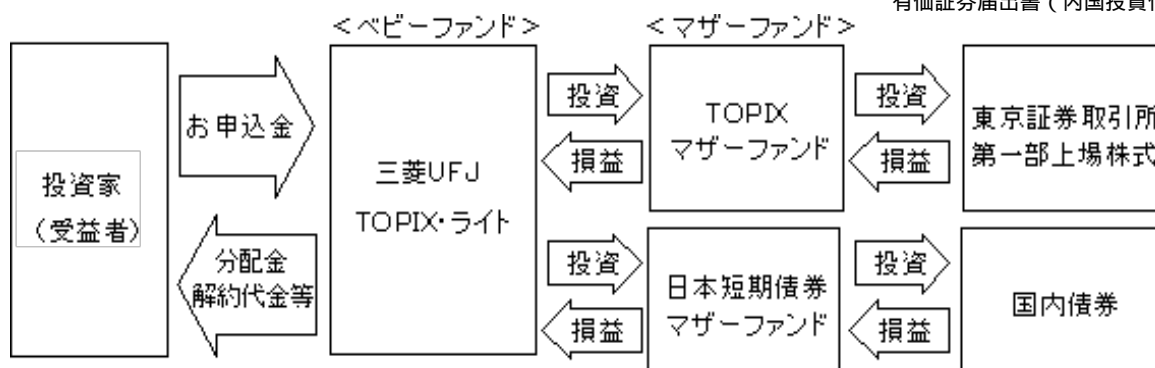 有価証券届出書（内国投資信
＜ベビーファンド＞
＜マザーファンド＞
投資家
（受益者）
お申込金
分配金
解約代金等
三菱UFJ
TOPIX・ライト
投資
損益
TOPIX
マザーファンド
投資
損益
東京証券取引所
第一部上場株式
投資
損益
日本短期債券
マザーファンド
投資
損益
国内債券